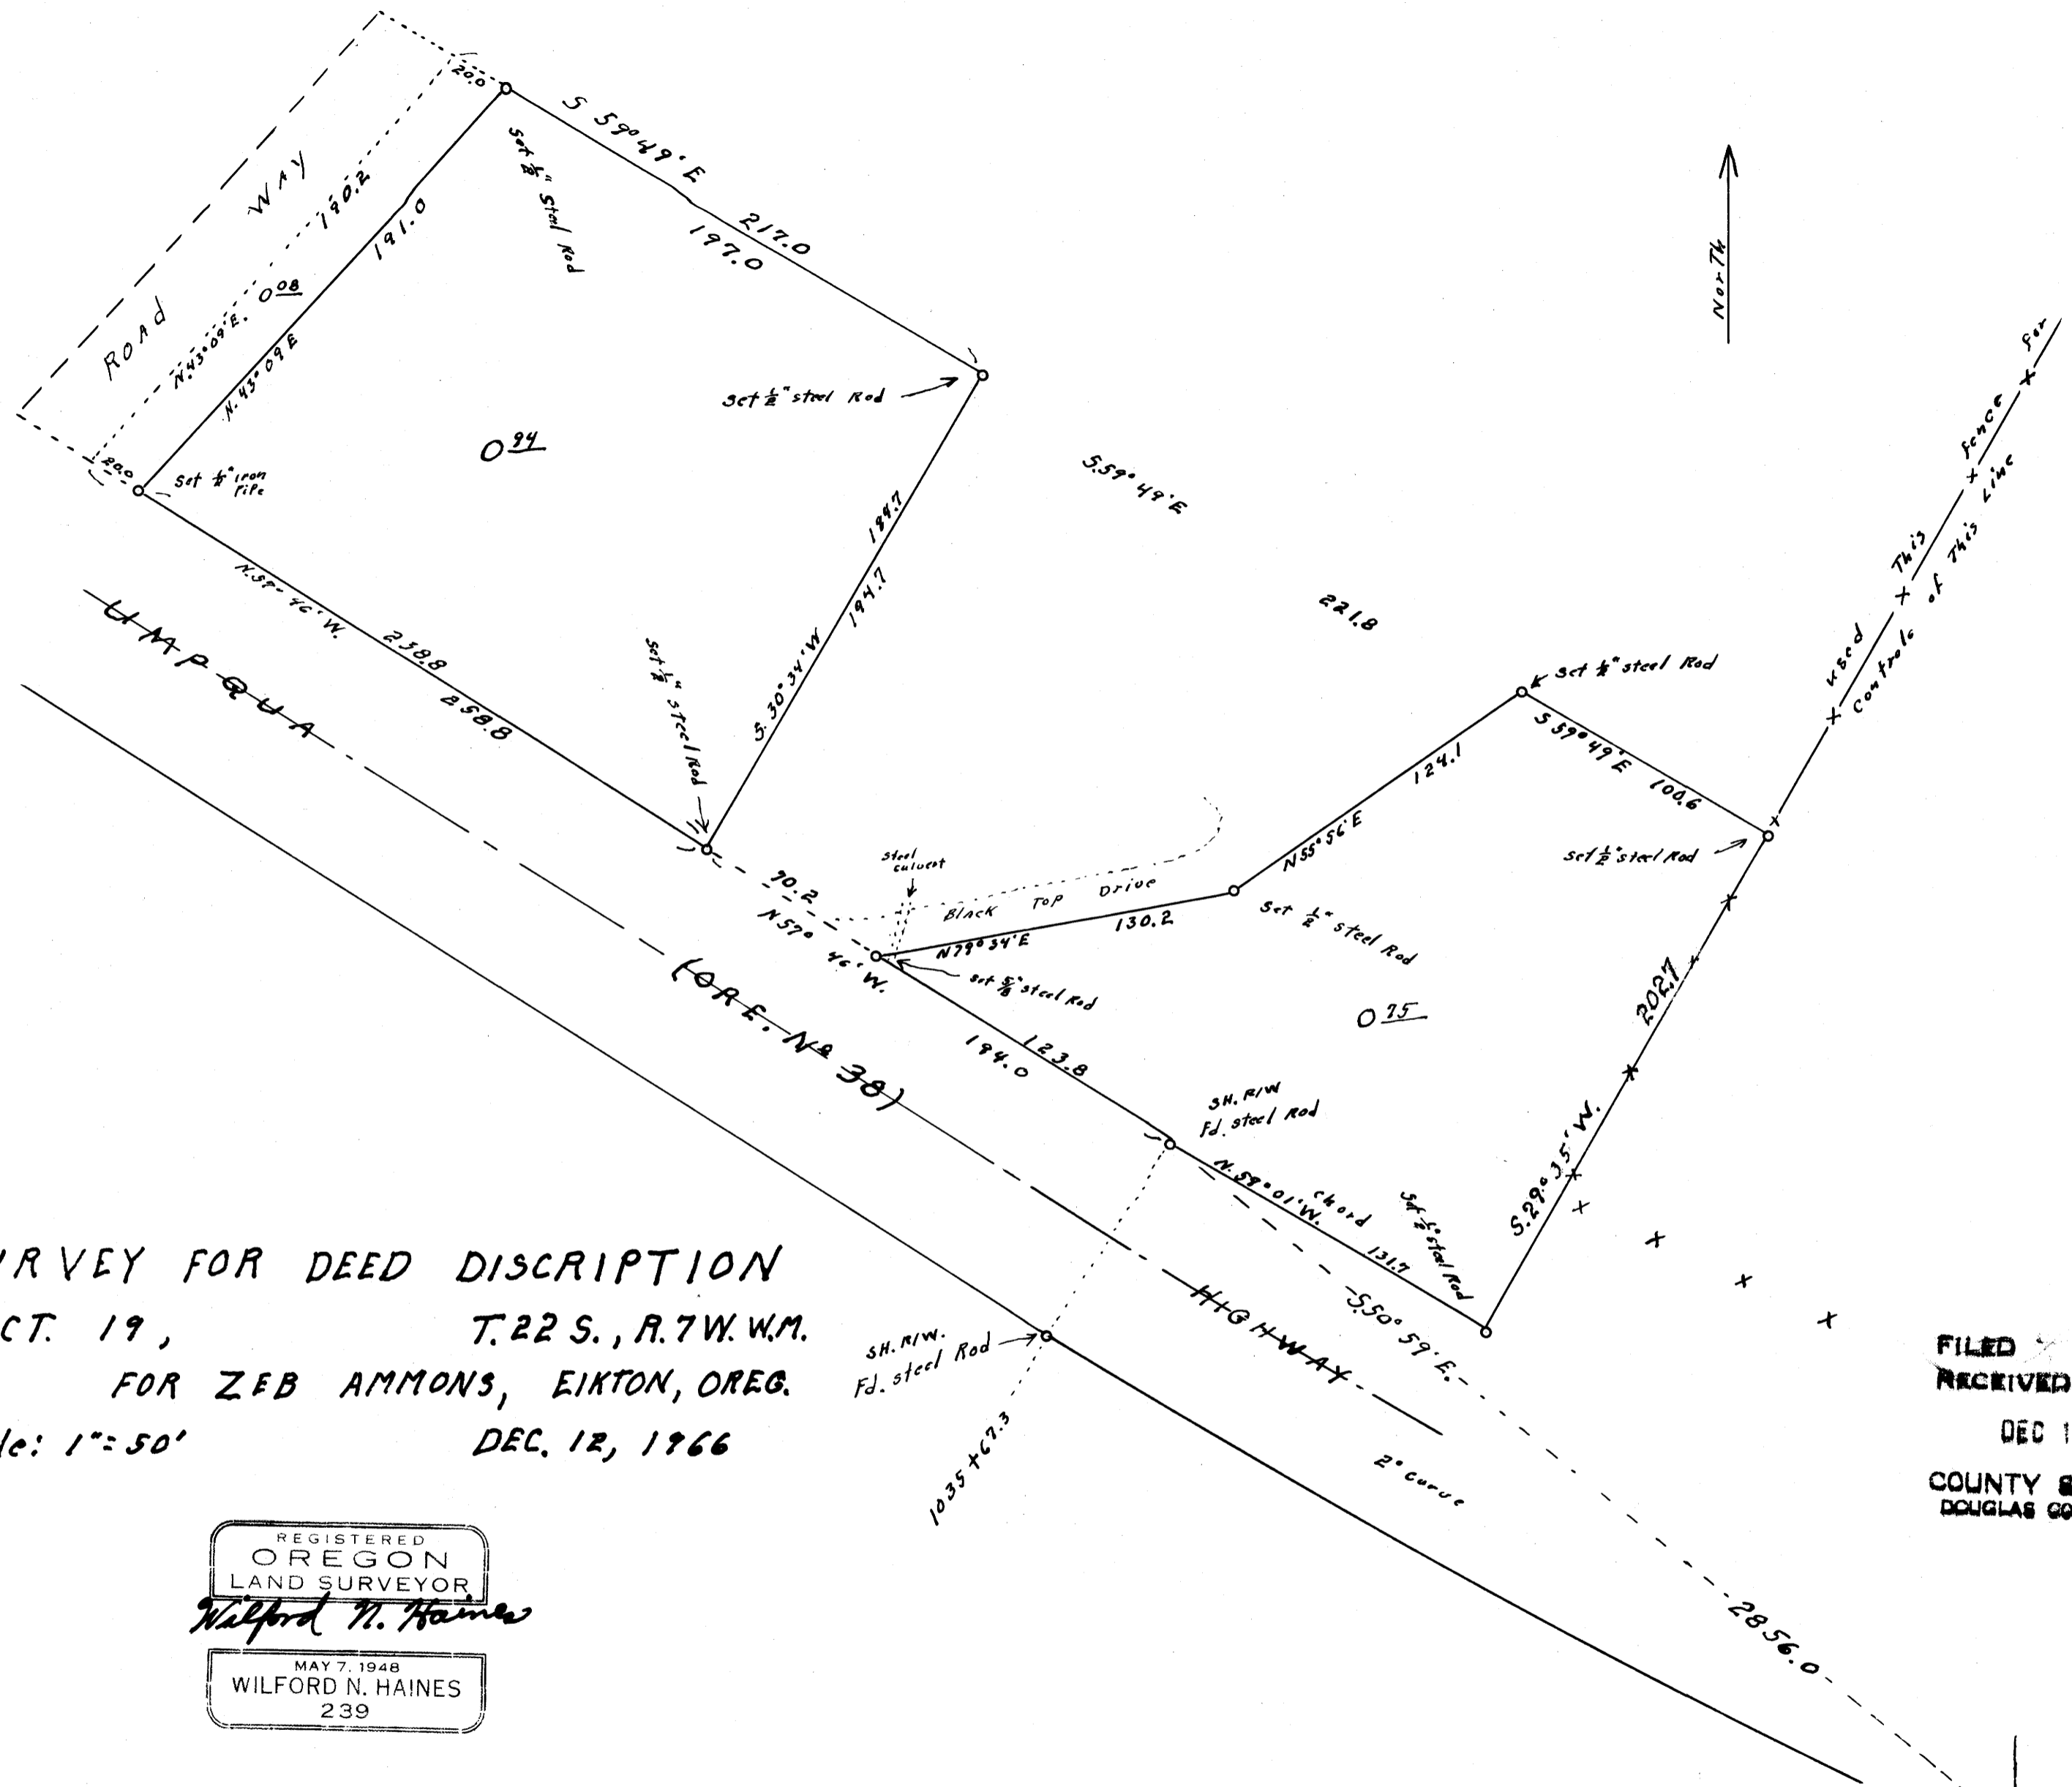 20.0
S 59° 49' E
217.0
197.0
Set ½" Steel Rod
ROAD WAY
190.2
N. 43° 09' E.
0 08
191.0
N. 43° 09 E
20.0
Set ½" iron
PiPe
0 94
Set ½" steel Rod
NorTh
S. 59° 49' E
221.8
184.7
194.7
S. 30° 34' W
N. 57° 46' W.
238.8
258.8
Set ½" steel Rod
UMPQUA
(ORE. No 38)
HIGHWAY
used This fence for
controle of This Line
Set ½" steel Rod
S 59° 49' E 100.6
124.1
N 55° 56' E
Set ½" steel Rod
Steel
Culvert
Black Top Drive
70.2
N 57°
46' W.
N 79° 34' E
130.2
Set ½" steel Rod
Set ⅝" steel Rod
0 75
202.7
S. 29° 35' W.
123.8
194.0
SH. R/W
Fd. steel Rod
N. 59° 01' W.
chord
131.7
Set ½" steel Rod
S. 50° 59' E.
2856.0
2° curve
SH. R/W.
Fd. steel Rod
1035 + 67.3
RVEY FOR DEED DISCRIPTION
CT. 19, T. 22 S., R. 7 W. W.M.
FOR ZEB AMMONS, ElKTON, OREG.
le: 1" = 50' DEC. 12, 1966
REGISTERED
OREGON
LAND SURVEYOR
Wilford N. Haines
MAY 7, 1948
WILFORD N. HAINES
239
FILED
RECEIVED
DEC 1
COUNTY S
DOUGLAS CO